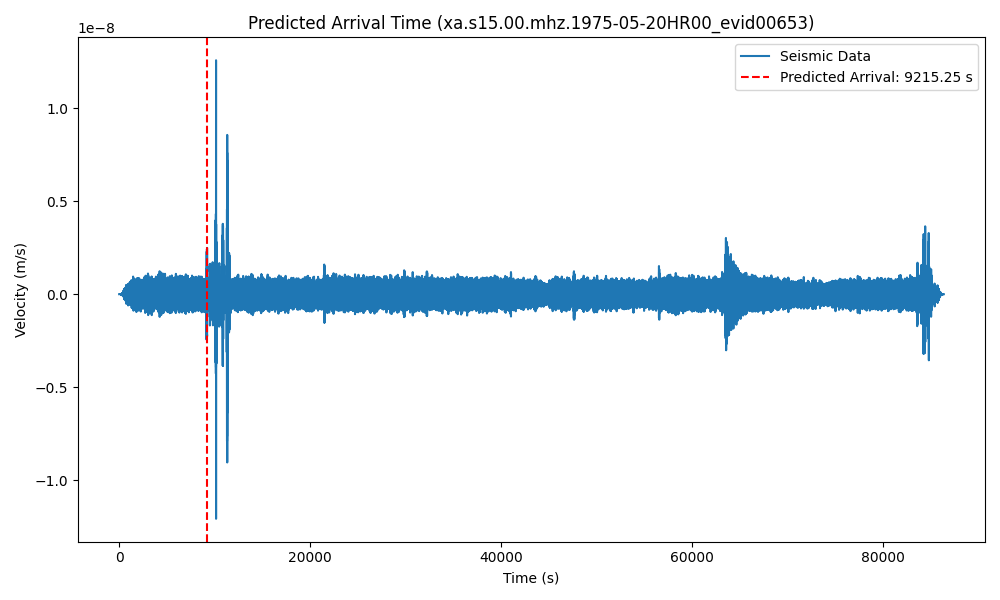 Predicted Arrival Time (xa.s15.00.mhz.1975-05-20HR00_evid00653)
1e−8
Seismic Data
Predicted Arrival: 9215.25 s
1.0
0.5
0.0
−0.5
−1.0
Velocity (m/s)
0 20000 40000 60000 80000
Time (s)